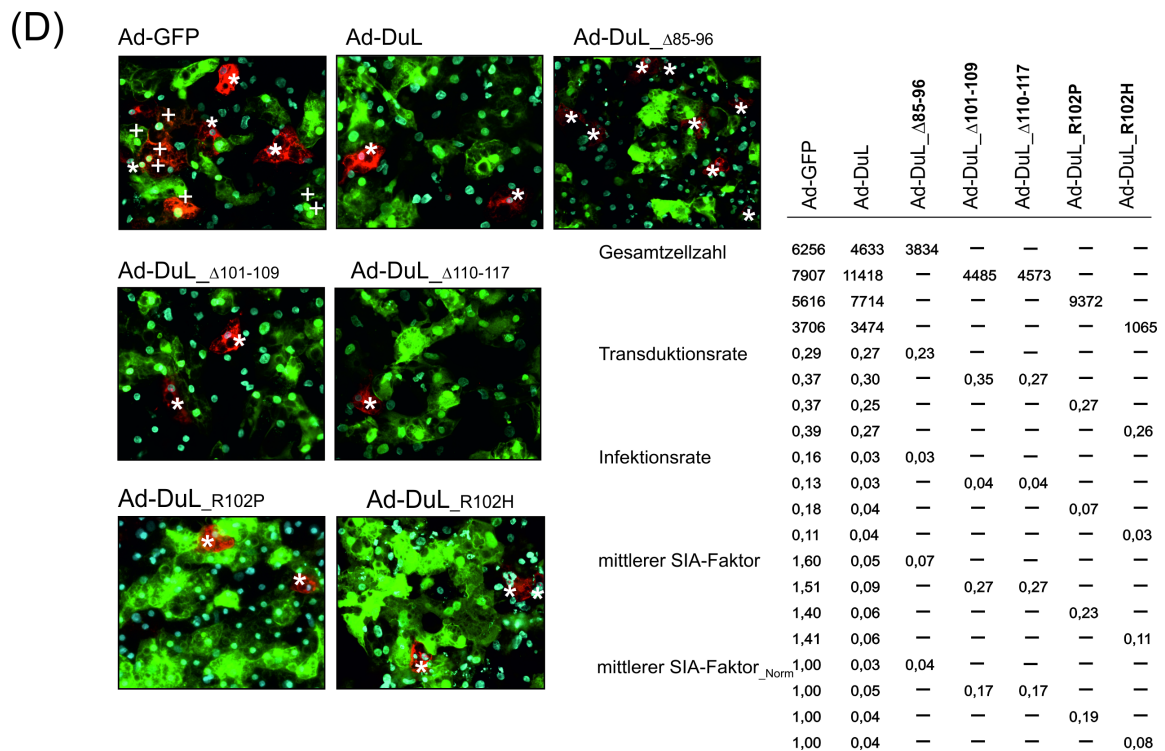 (D)
Ad-GFP
Ad-DuL
Ad-DuL_Δ85-96
Ad-DuL_Δ101-109
Ad-DuL_Δ110-117
Ad-DuL_R102P
Ad-DuL_R102H
Ad-GFP Ad-DuL Ad-DuL_Δ85-96 Ad-DuL_Δ101-109 Ad-DuL_Δ110-117 Ad-DuL_R102P Ad-DuL_R102H
Gesamtzellzahl
6256 4633 3834 — — — —
7907 11418 — 4485 4573 — —
5616 7714 — — — 9372 —
3706 3474 — — — — 1065
Transduktionsrate
0,29 0,27 0,23 — — — —
0,37 0,30 — 0,35 0,27 — —
0,37 0,25 — — — 0,27 —
0,39 0,27 — — — — 0,26
Infektionsrate
0,16 0,03 0,03 — — — —
0,13 0,03 — 0,04 0,04 — —
0,18 0,04 — — — 0,07 —
0,11 0,04 — — — — 0,03
mittlerer SIA-Faktor
1,60 0,05 0,07 — — — —
1,51 0,09 — 0,27 0,27 — —
1,40 0,06 — — — 0,23 —
1,41 0,06 — — — — 0,11
mittlerer SIA-Faktor_Norm
1,00 0,03 0,04 — — — —
1,00 0,05 — 0,17 0,17 — —
1,00 0,04 — — — 0,19 —
1,00 0,04 — — — — 0,08